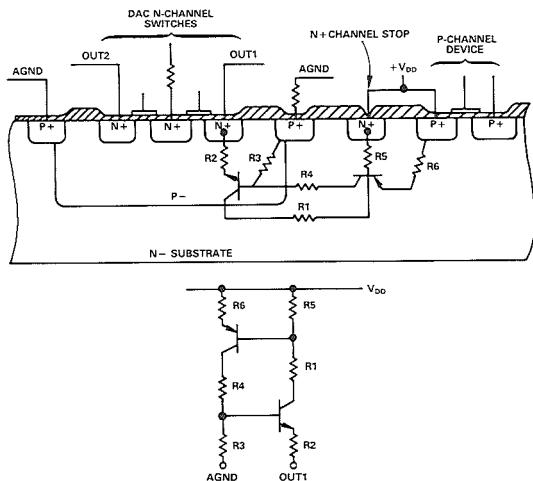 DAC N-CHANNEL
SWITCHES
N+CHANNEL STOP
P-CHANNEL
DEVICE
OUT2
OUT1
AGND
AGND
+VDD
P+
N+
N+
N+
P+
N+
P+
P+
R2
R3
R4
R5
R6
R1
P−
N− SUBSTRATE
VDD
R6
R5
R1
R4
R3
R2
AGND
OUT1